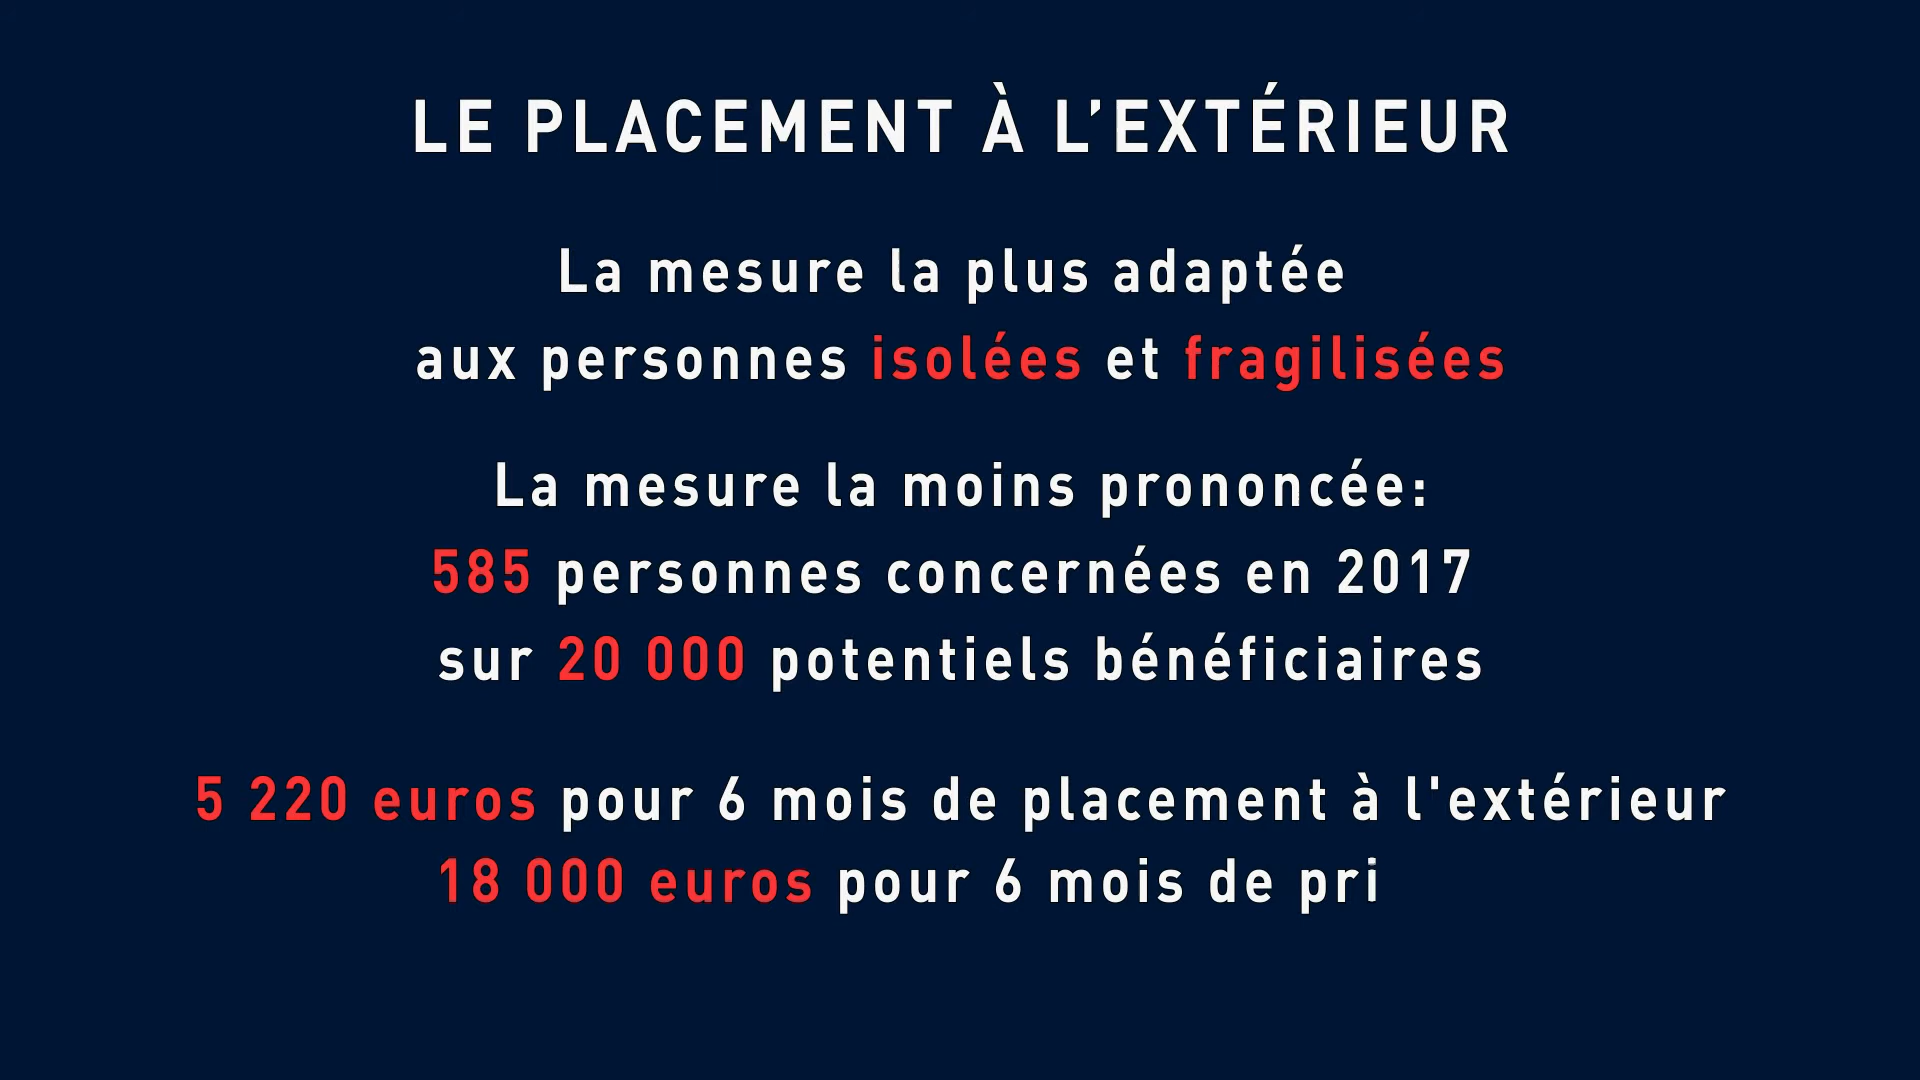 LE PLACEMENT À L’EXTÉRIEUR
La mesure la plus adaptée
aux personnes isolées et fragilisées
La mesure la moins prononcée:
585 personnes concernées en 2017
sur 20 000 potentiels bénéficiaires
5 220 euros pour 6 mois de placement à l'extérieur
18 000 euros pour 6 mois de pri